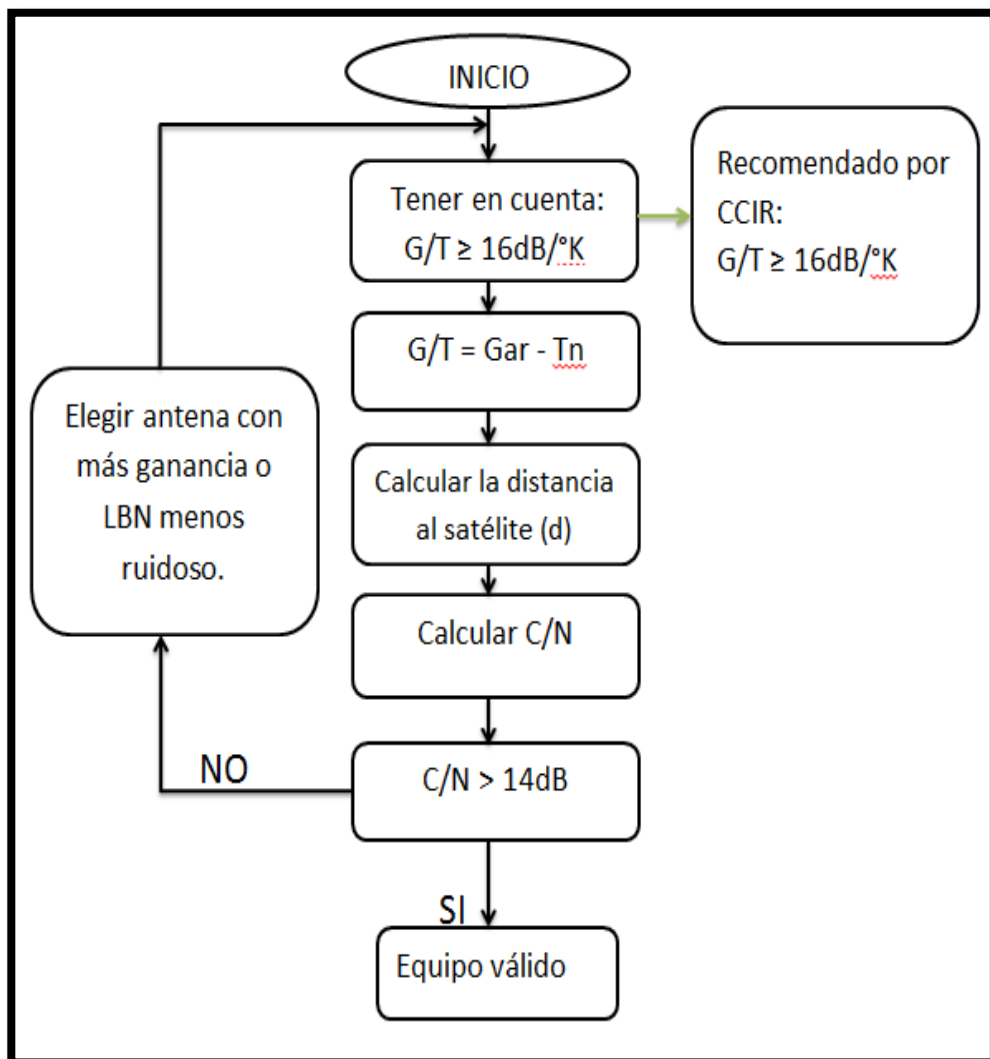 INICIO
Tener en cuenta:
G/T ≥ 16dB/°K
Recomendado por
CCIR:
G/T ≥ 16dB/°K
G/T = Gar - Tn
Elegir antena con
más ganancia o
LBN menos
ruidoso.
Calcular la distancia
al satélite (d)
Calcular C/N
C/N > 14dB
NO
SI
Equipo válido